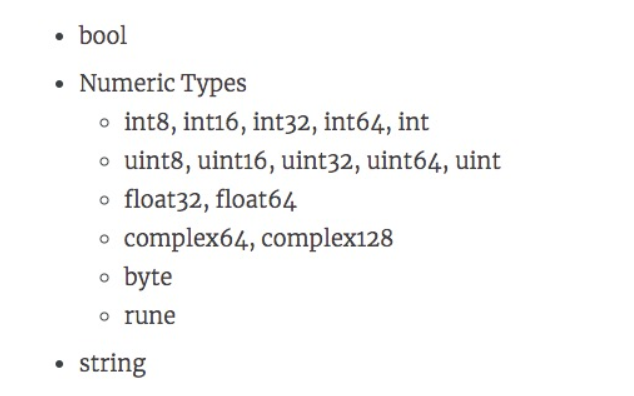 bool
Numeric Types
int8, int16, int32, int64, int
uint8, uint16, uint32, uint64, uint
float32, float64
complex64, complex128
byte
rune
string